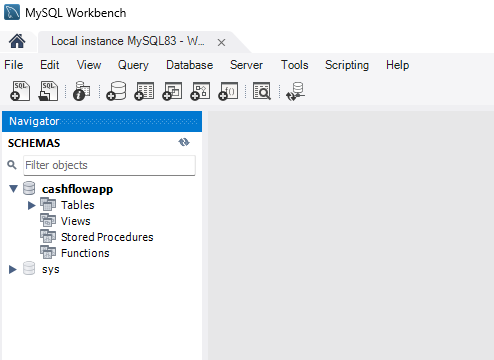 MySQL Workbench
Local instance MySQL83 - W...
File Edit View Query Database Server Tools Scripting Help
SQL SQL
Navigator
SCHEMAS
Filter objects
cashflowapp
Tables
Views
Stored Procedures
Functions
sys